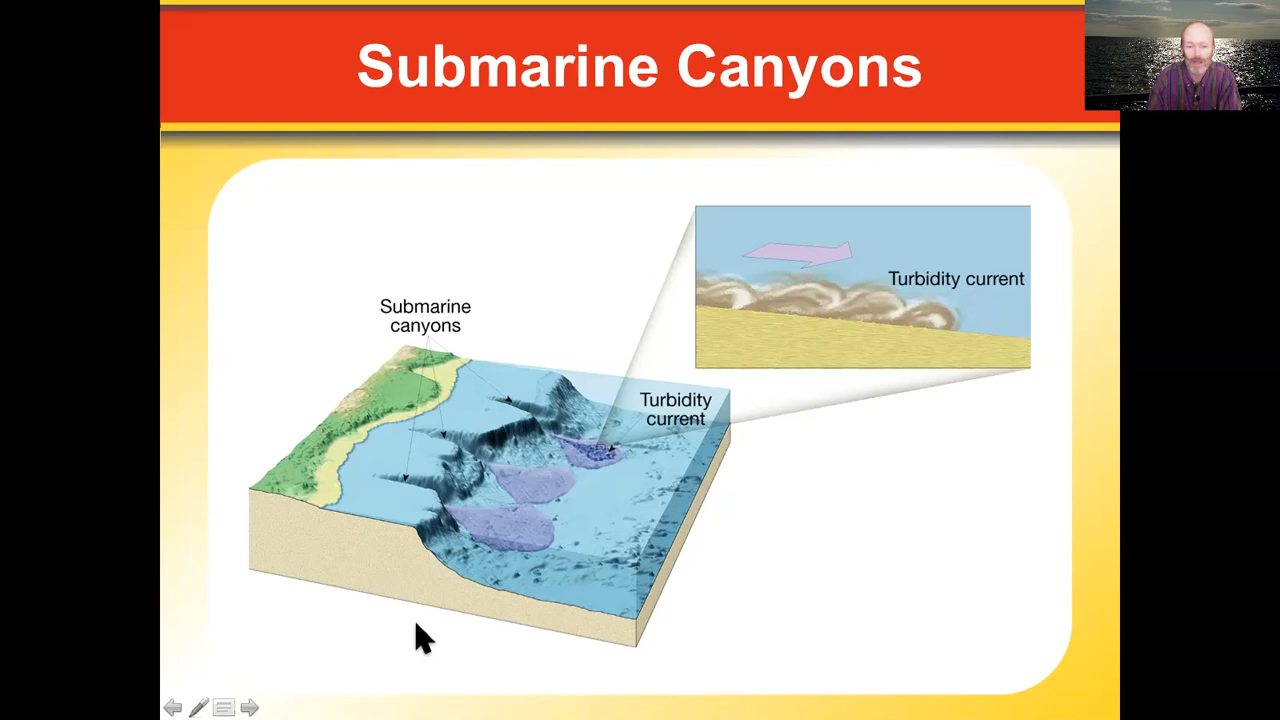 Submarine Canyons
Turbidity current
Submarine
canyons
Turbidity
current